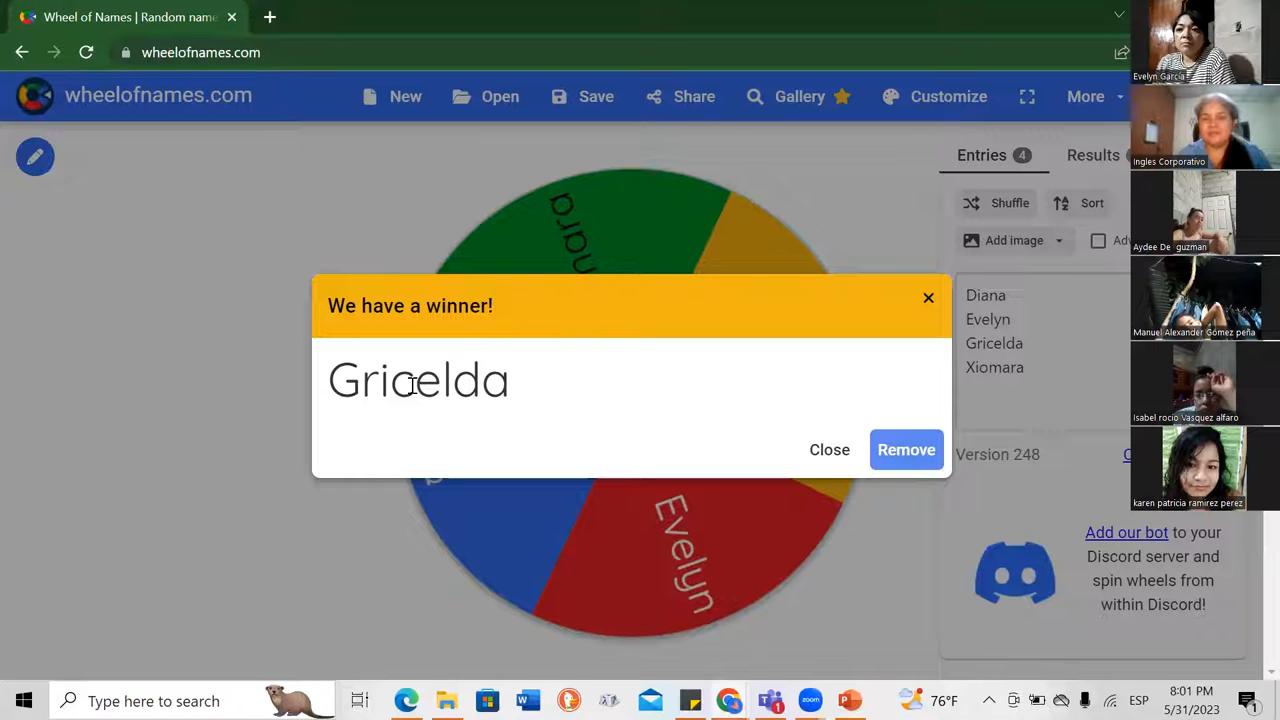 Wheel of Names | Random name
wheelofnames.com
wheelofnames.com
New
Open
Save
Share
Gallery
Customize
More
Entries 4
Results
Shuffle
Sort
Add image
Diana
Evelyn
Gricelda
Xiomara
We have a winner!
Gricelda
Close
Remove
Evelyn
Version 248
Add our bot to your
Discord server and
spin wheels from
within Discord!
Evelyn Garcia
Ingles Corporativo
Aydee De guzman
Manuel Alexander Gómez peña
Isabel rocio Vasquez alfaro
karen patricia ramirez perez
Type here to search
76°F
ESP
8:01 PM
5/31/2023